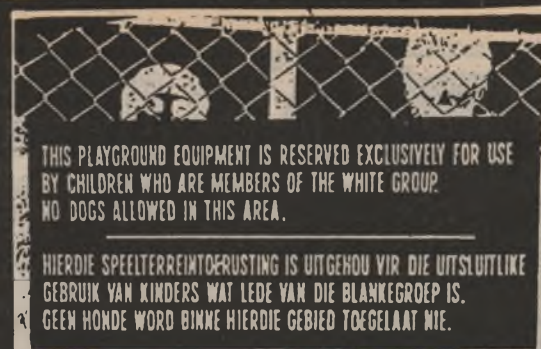 THIS PLAYGROUND EQUIPMENT IS RESERVED EXCLUSIVELY FOR USE
BY CHILDREN WHO ARE MEMBERS OF THE WHITE GROUP.
NO DOGS ALLOWED IN THIS AREA.
HIERDIE SPEELTERREINTOERUSTING IS UITGEHOU VIR DIE UITSLUITLIKE
GEBRUIK VAN KINDERS WAT LEDE VAN DIE BLANKEGROEP IS.
GEEN HONDE WORD BINNE HIERDIE GEBIED TOEGELAAT NIE.